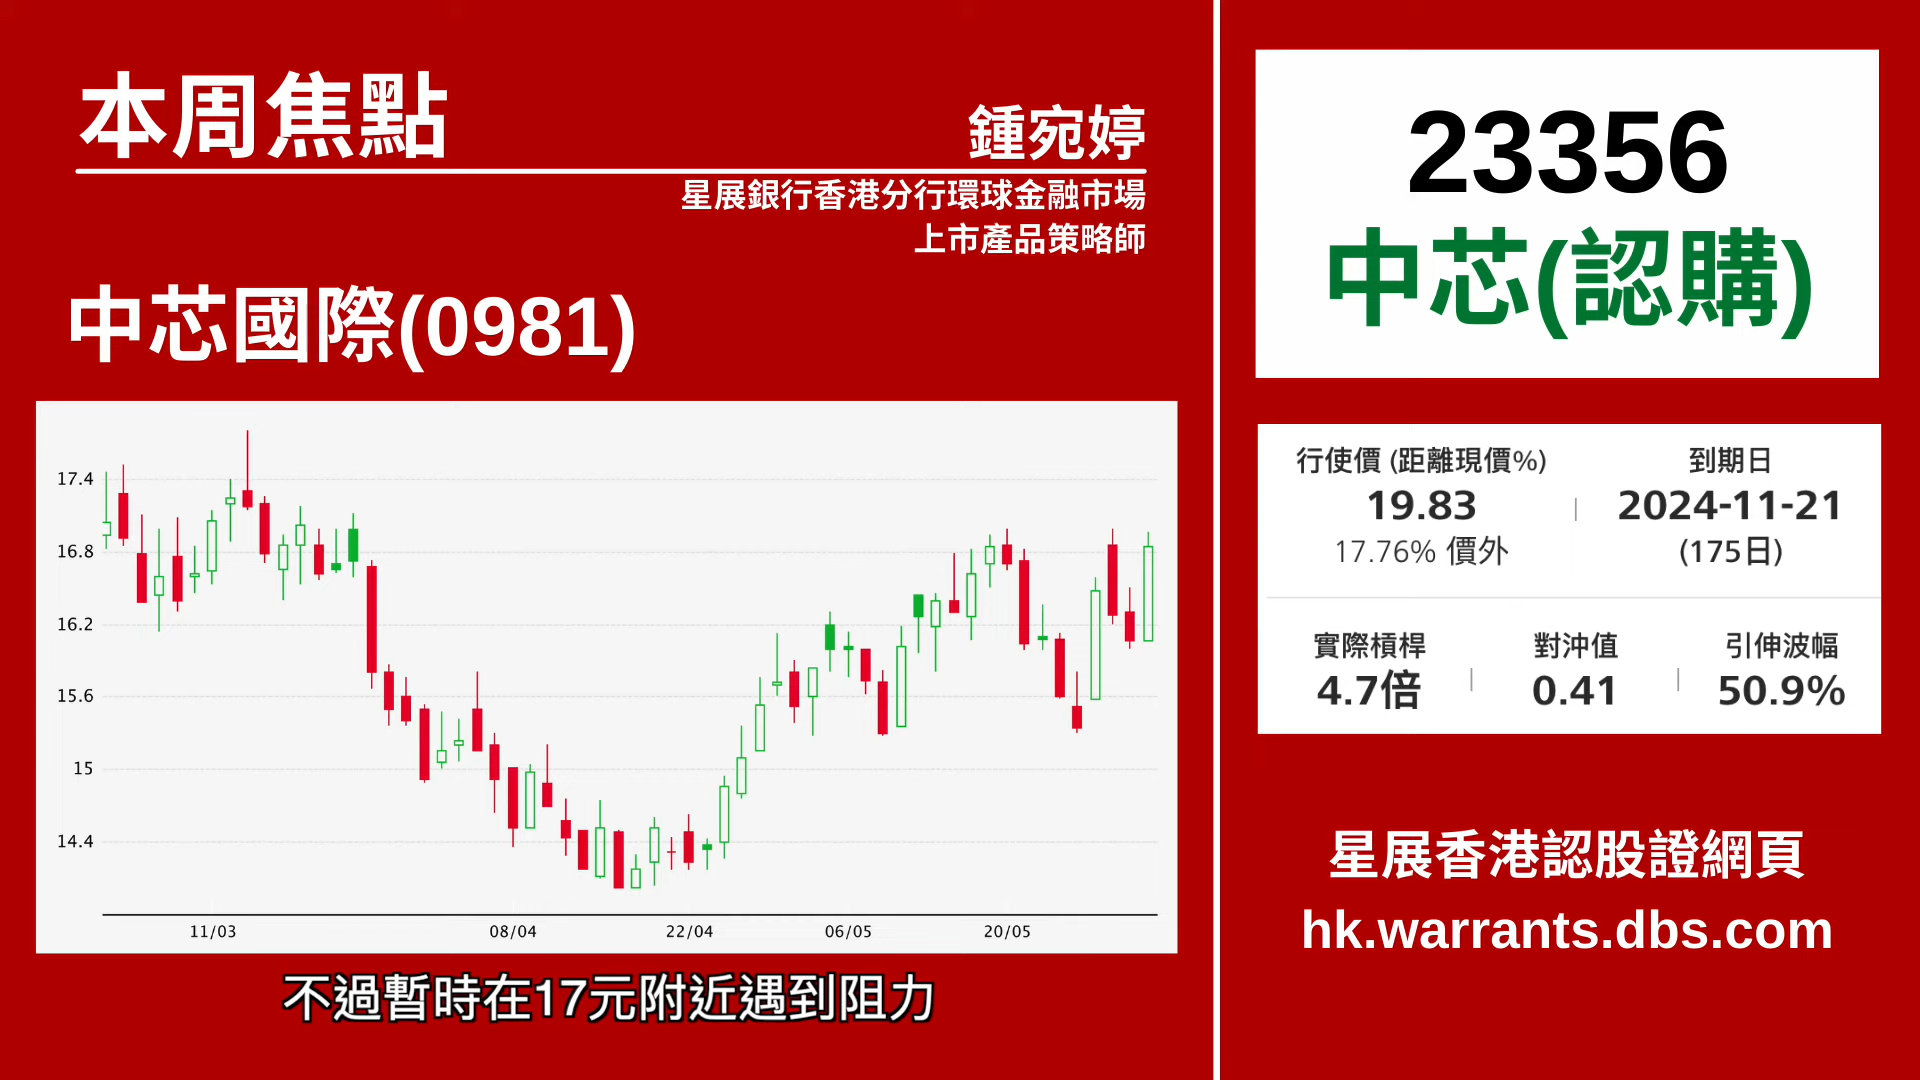 本周焦點
鍾宛婷
星展銀行香港分行環球金融市場
上市產品策略師
中芯國際(0981)
17.4
16.8
16.2
15.6
15
14.4
11/03
08/04
22/04
06/05
20/05
不過暫時在17元附近遇到阻力
23356
中芯(認購)
行使價 (距離現價%)
19.83
17.76% 價外
到期日
2024-11-21
(175日)
實際槓桿
4.7倍
對沖值
0.41
引伸波幅
50.9%
星展香港認股證網頁
hk.warrants.dbs.com